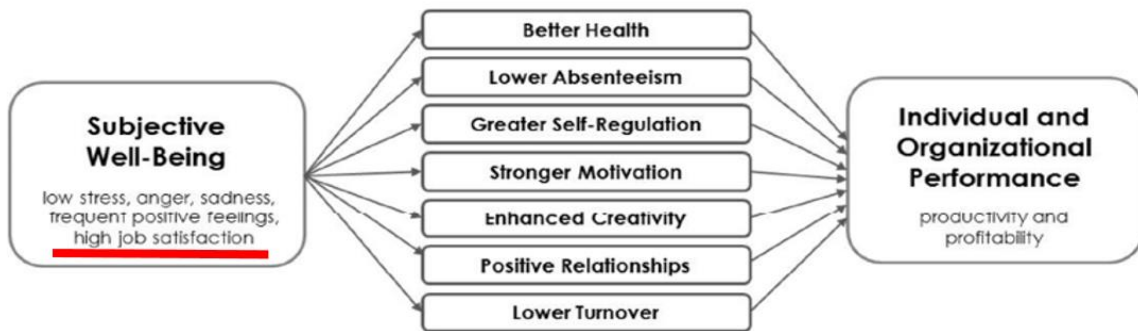 Subjective
Well-Being
low stress, anger, sadness,
frequent positive feelings,
high job satisfaction
Better Health
Lower Absenteeism
Greater Self-Regulation
Stronger Motivation
Enhanced Creativity
Positive Relationships
Lower Turnover
Individual and
Organizational
Performance
productivity and
profitability